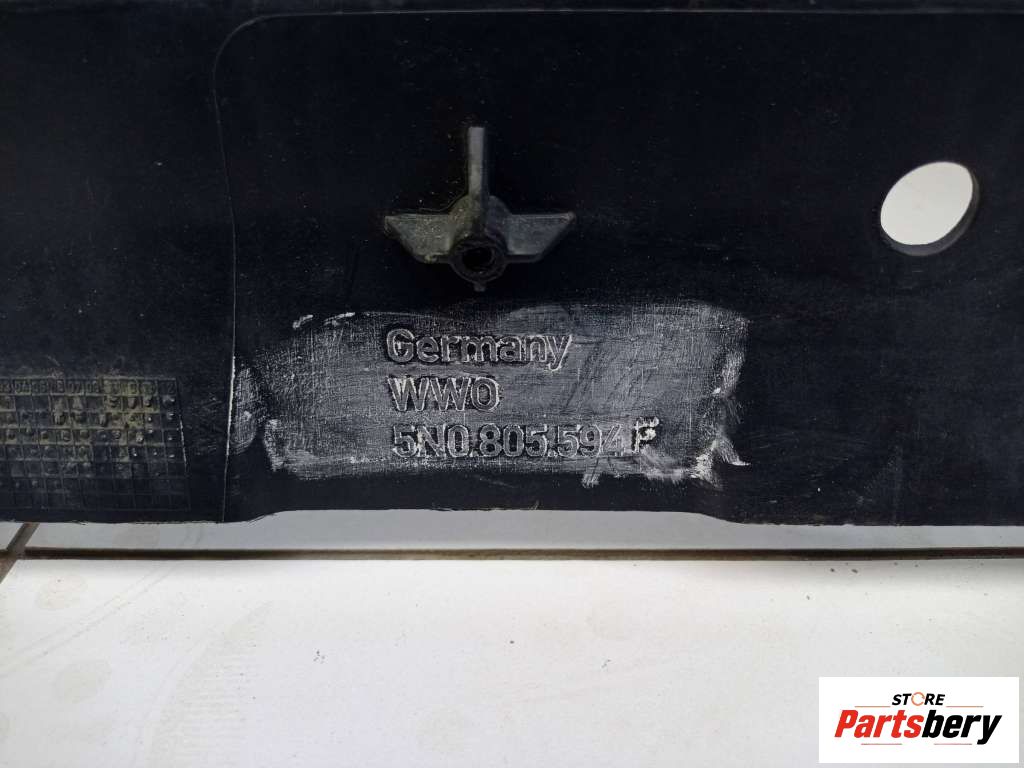 Germany
WWO
5N0.805.594 F
STORE
Partsbery